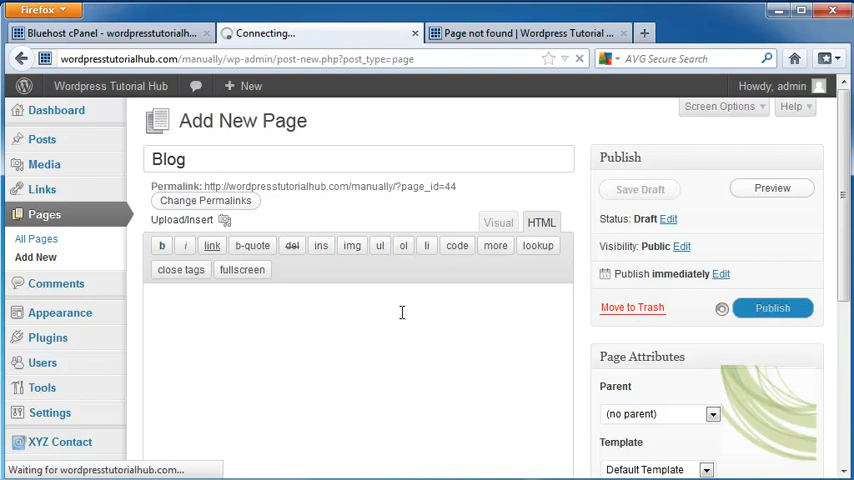 Firefox
Bluehost cPanel - wordpresstutorialh...
Connecting...
Page not found | Wordpress Tutorial ...
wordpresstutorialhub.com/manually/wp-admin/post-new.php?post_type=page
AVG Secure Search
Wordpress Tutorial Hub
New
Howdy, admin
Screen Options
Help
Dashboard
Posts
Media
Links
Pages
All Pages
Add New
Comments
Appearance
Plugins
Users
Tools
Settings
XYZ Contact
Add New Page
Blog
Permalink: http://wordpresstutorialhub.com/manually/?page_id=44
Change Permalinks
Upload/Insert
Visual
HTML
b
i
link
b-quote
del
ins
img
ul
ol
li
code
more
lookup
close tags
fullscreen
Publish
Save Draft
Preview
Status: Draft Edit
Visibility: Public Edit
Publish immediately Edit
Move to Trash
Publish
Page Attributes
Parent
(no parent)
Template
Default Template
Waiting for wordpresstutorialhub.com...